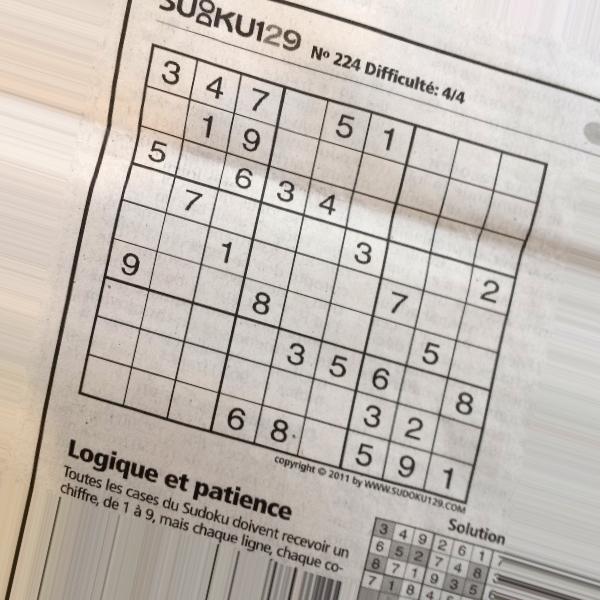 SUDOKU129 Nº 224 Difficulté: 4/4
3 4 7 5 1
1 9
5 6 3 4
7 3 2
1 7
9 8 5
3 5 6 8
3 2
6 8 5 9 1
copyright © 2011 by WWW.SUDOKU129.COM
Logique et patience
Toutes les cases du Sudoku doivent recevoir un
chiffre, de 1 à 9, mais chaque ligne, chaque co-
Solution
3 4 9 2 6 1 7
6 5 2 7 4 8 3
8 7 1 9 3 5 6
7 1 8 4